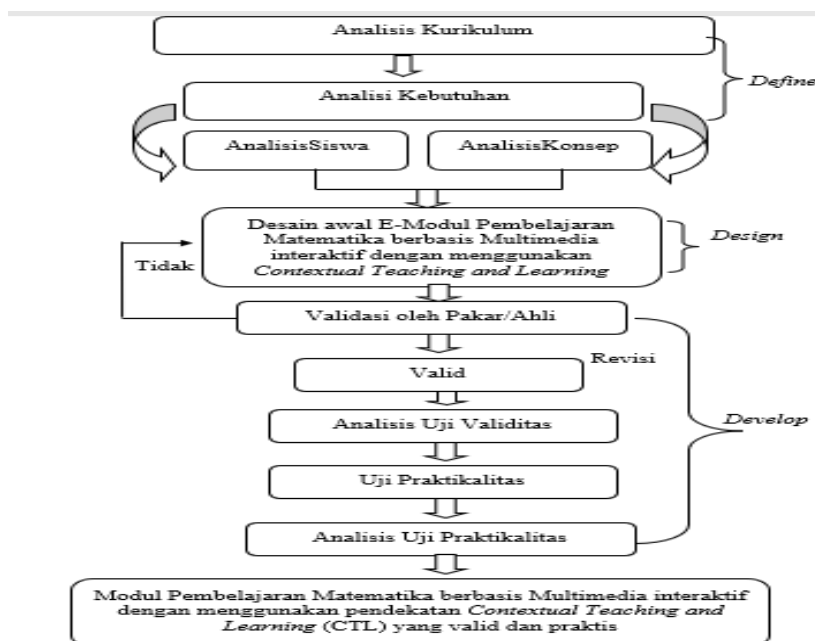 Analisis Kurikulum
Define
Analisi Kebutuhan
AnalisisSiswa
AnalisisKonsep
Desain awal E-Modul Pembelajaran
Matematika berbasis Multimedia
interaktif dengan menggunakan
Contextual Teaching and Learning
Design
Tidak
Validasi oleh Pakar/Ahli
Revisi
Valid
Analisis Uji Validitas
Develop
Uji Praktikalitas
Analisis Uji Praktikalitas
Modul Pembelajaran Matematika berbasis Multimedia interaktif
dengan menggunakan pendekatan Contextual Teaching and
Learning (CTL) yang valid dan praktis